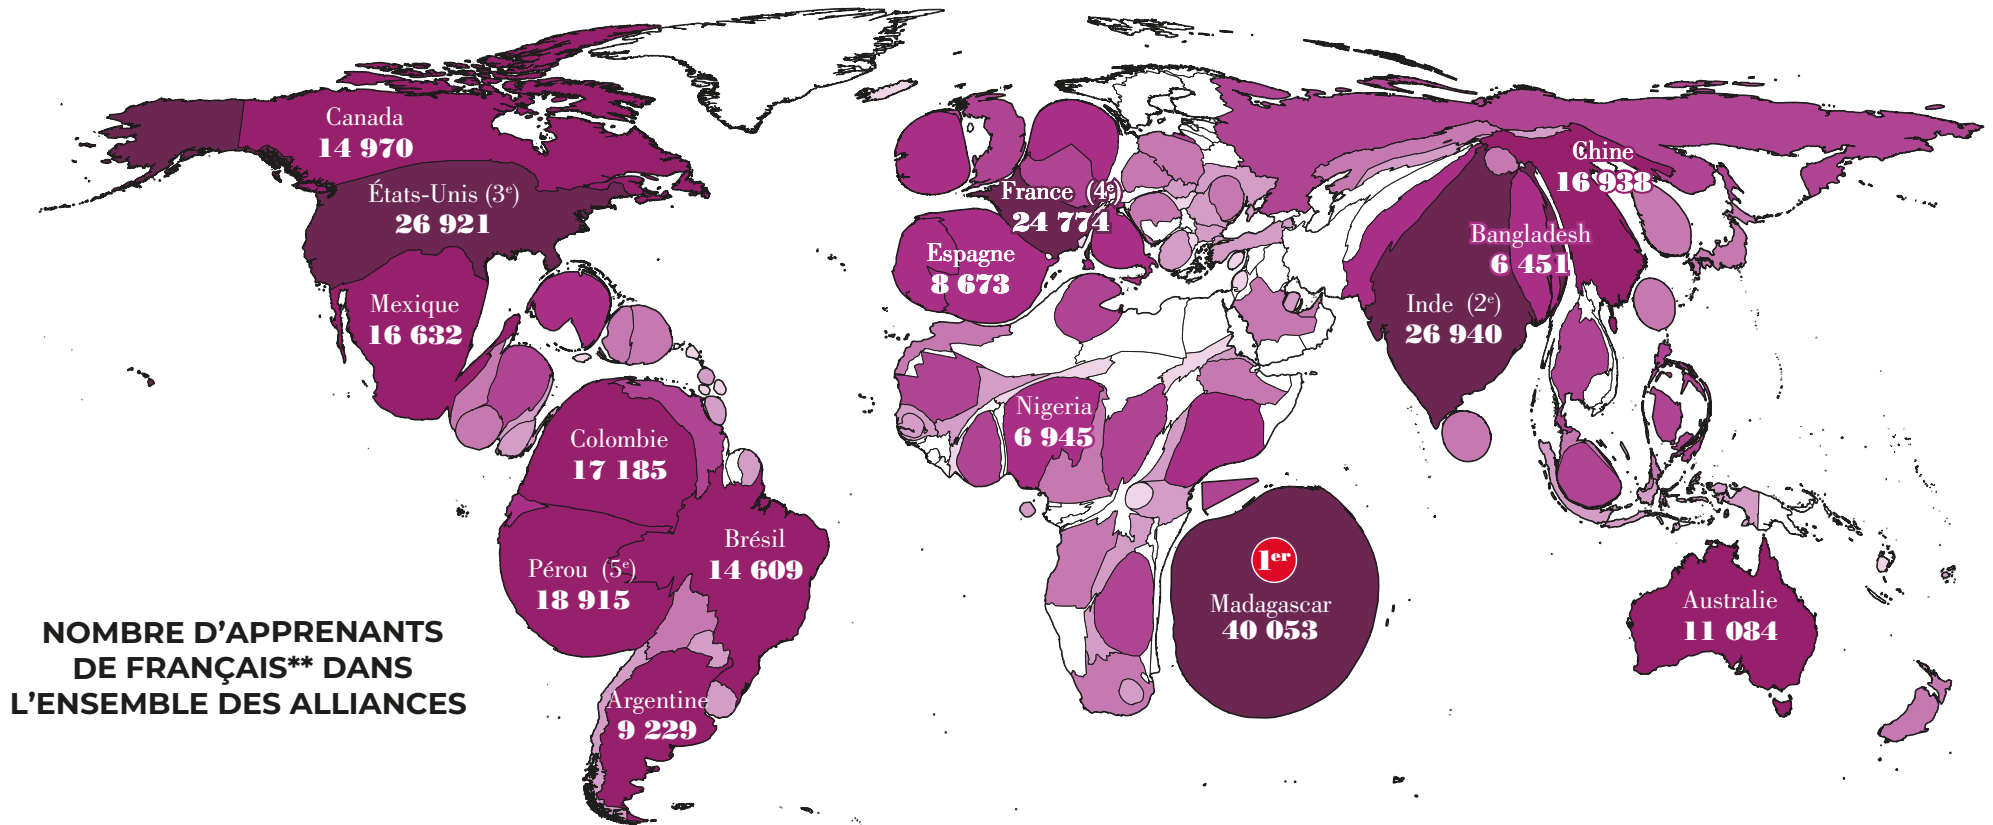 Canada
14 970
États-Unis (3e)
26 921
Mexique
16 632
Colombie
17 185
Pérou (5e)
18 915
Brésil
14 609
Argentine
9 229
France (4e)
24 774
Espagne
8 673
Nigeria
6 945
1er
Madagascar
40 053
Chine
16 938
Bangladesh
6 451
Inde (2e)
26 940
Australie
11 084
NOMBRE D’APPRENANTS
DE FRANÇAIS** DANS
L’ENSEMBLE DES ALLIANCES